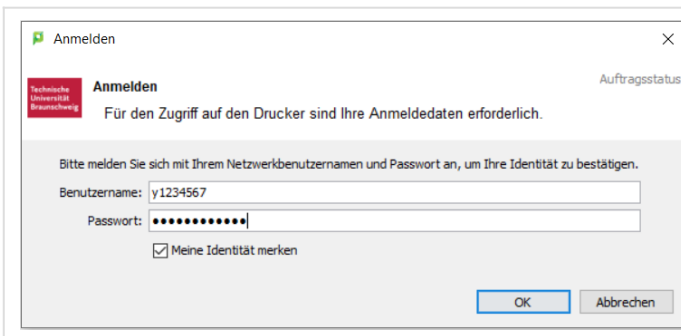 Anmelden
Technische
Universität
Braunschweig
Anmelden
Auftragsstatus
Für den Zugriff auf den Drucker sind Ihre Anmeldedaten erforderlich.
Bitte melden Sie sich mit Ihrem Netzwerkbenutzernamen und Passwort an, um Ihre Identität zu bestätigen.
Benutzername: y1234567
Passwort: ●●●●●●●●●●●●
Meine Identität merken
OK Abbrechen